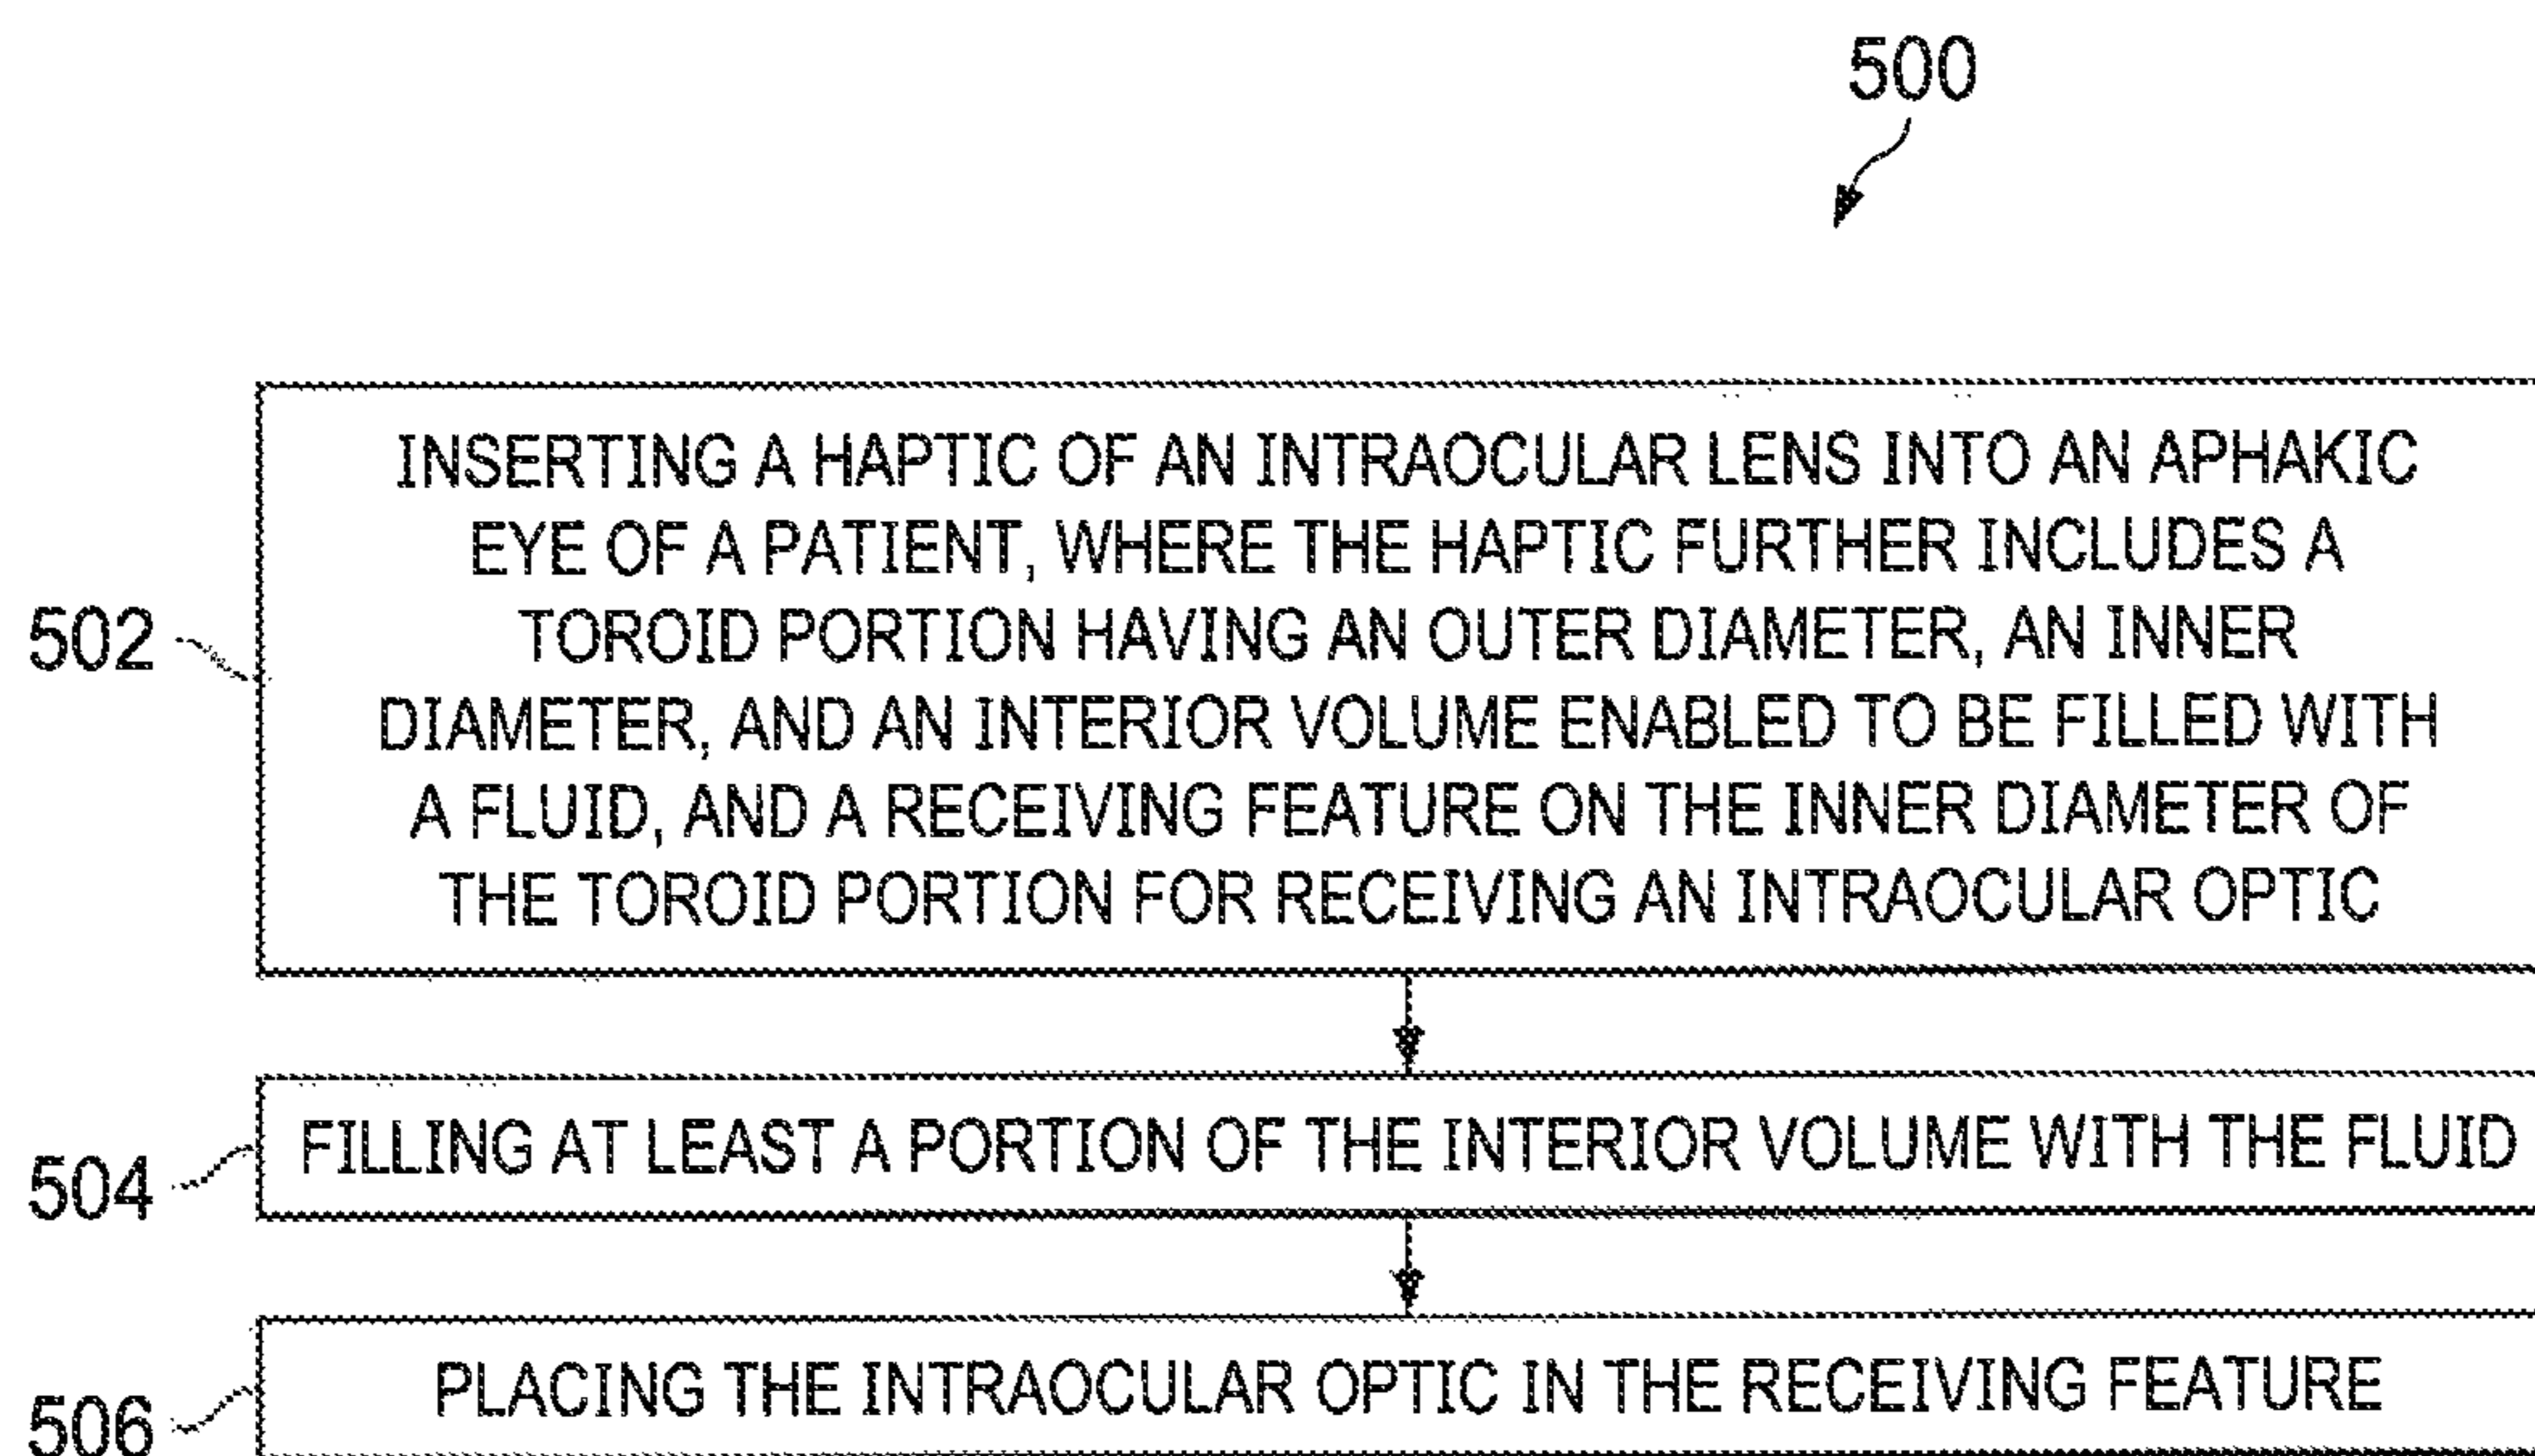 500
502
INSERTING A HAPTIC OF AN INTRAOCULAR LENS INTO AN APHAKIC
EYE OF A PATIENT, WHERE THE HAPTIC FURTHER INCLUDES A
TOROID PORTION HAVING AN OUTER DIAMETER, AN INNER
DIAMETER, AND AN INTERIOR VOLUME ENABLED TO BE FILLED WITH
A FLUID, AND A RECEIVING FEATURE ON THE INNER DIAMETER OF
THE TOROID PORTION FOR RECEIVING AN INTRAOCULAR OPTIC
504
FILLING AT LEAST A PORTION OF THE INTERIOR VOLUME WITH THE FLUID
506
PLACING THE INTRAOCULAR OPTIC IN THE RECEIVING FEATURE